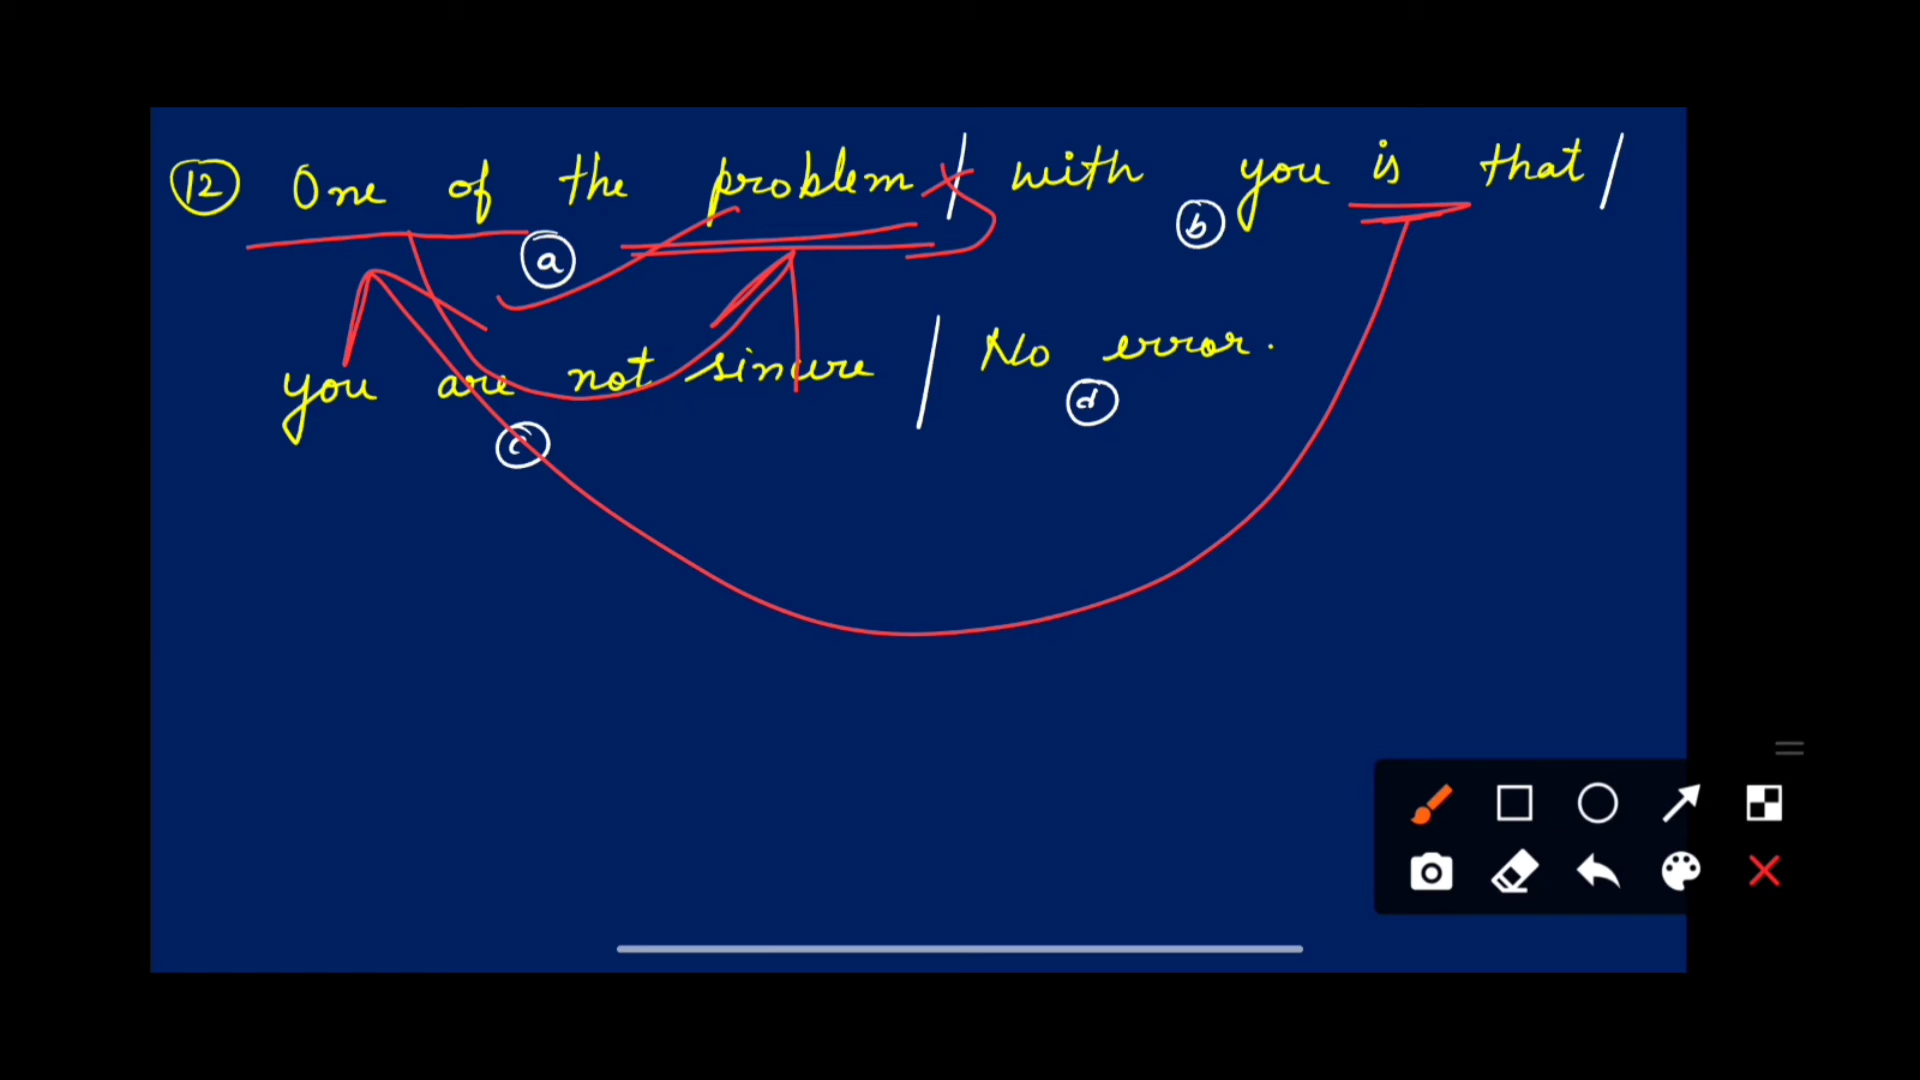 12 One of the problem / with you is that /
a b
you are not sincere / No error.
c d